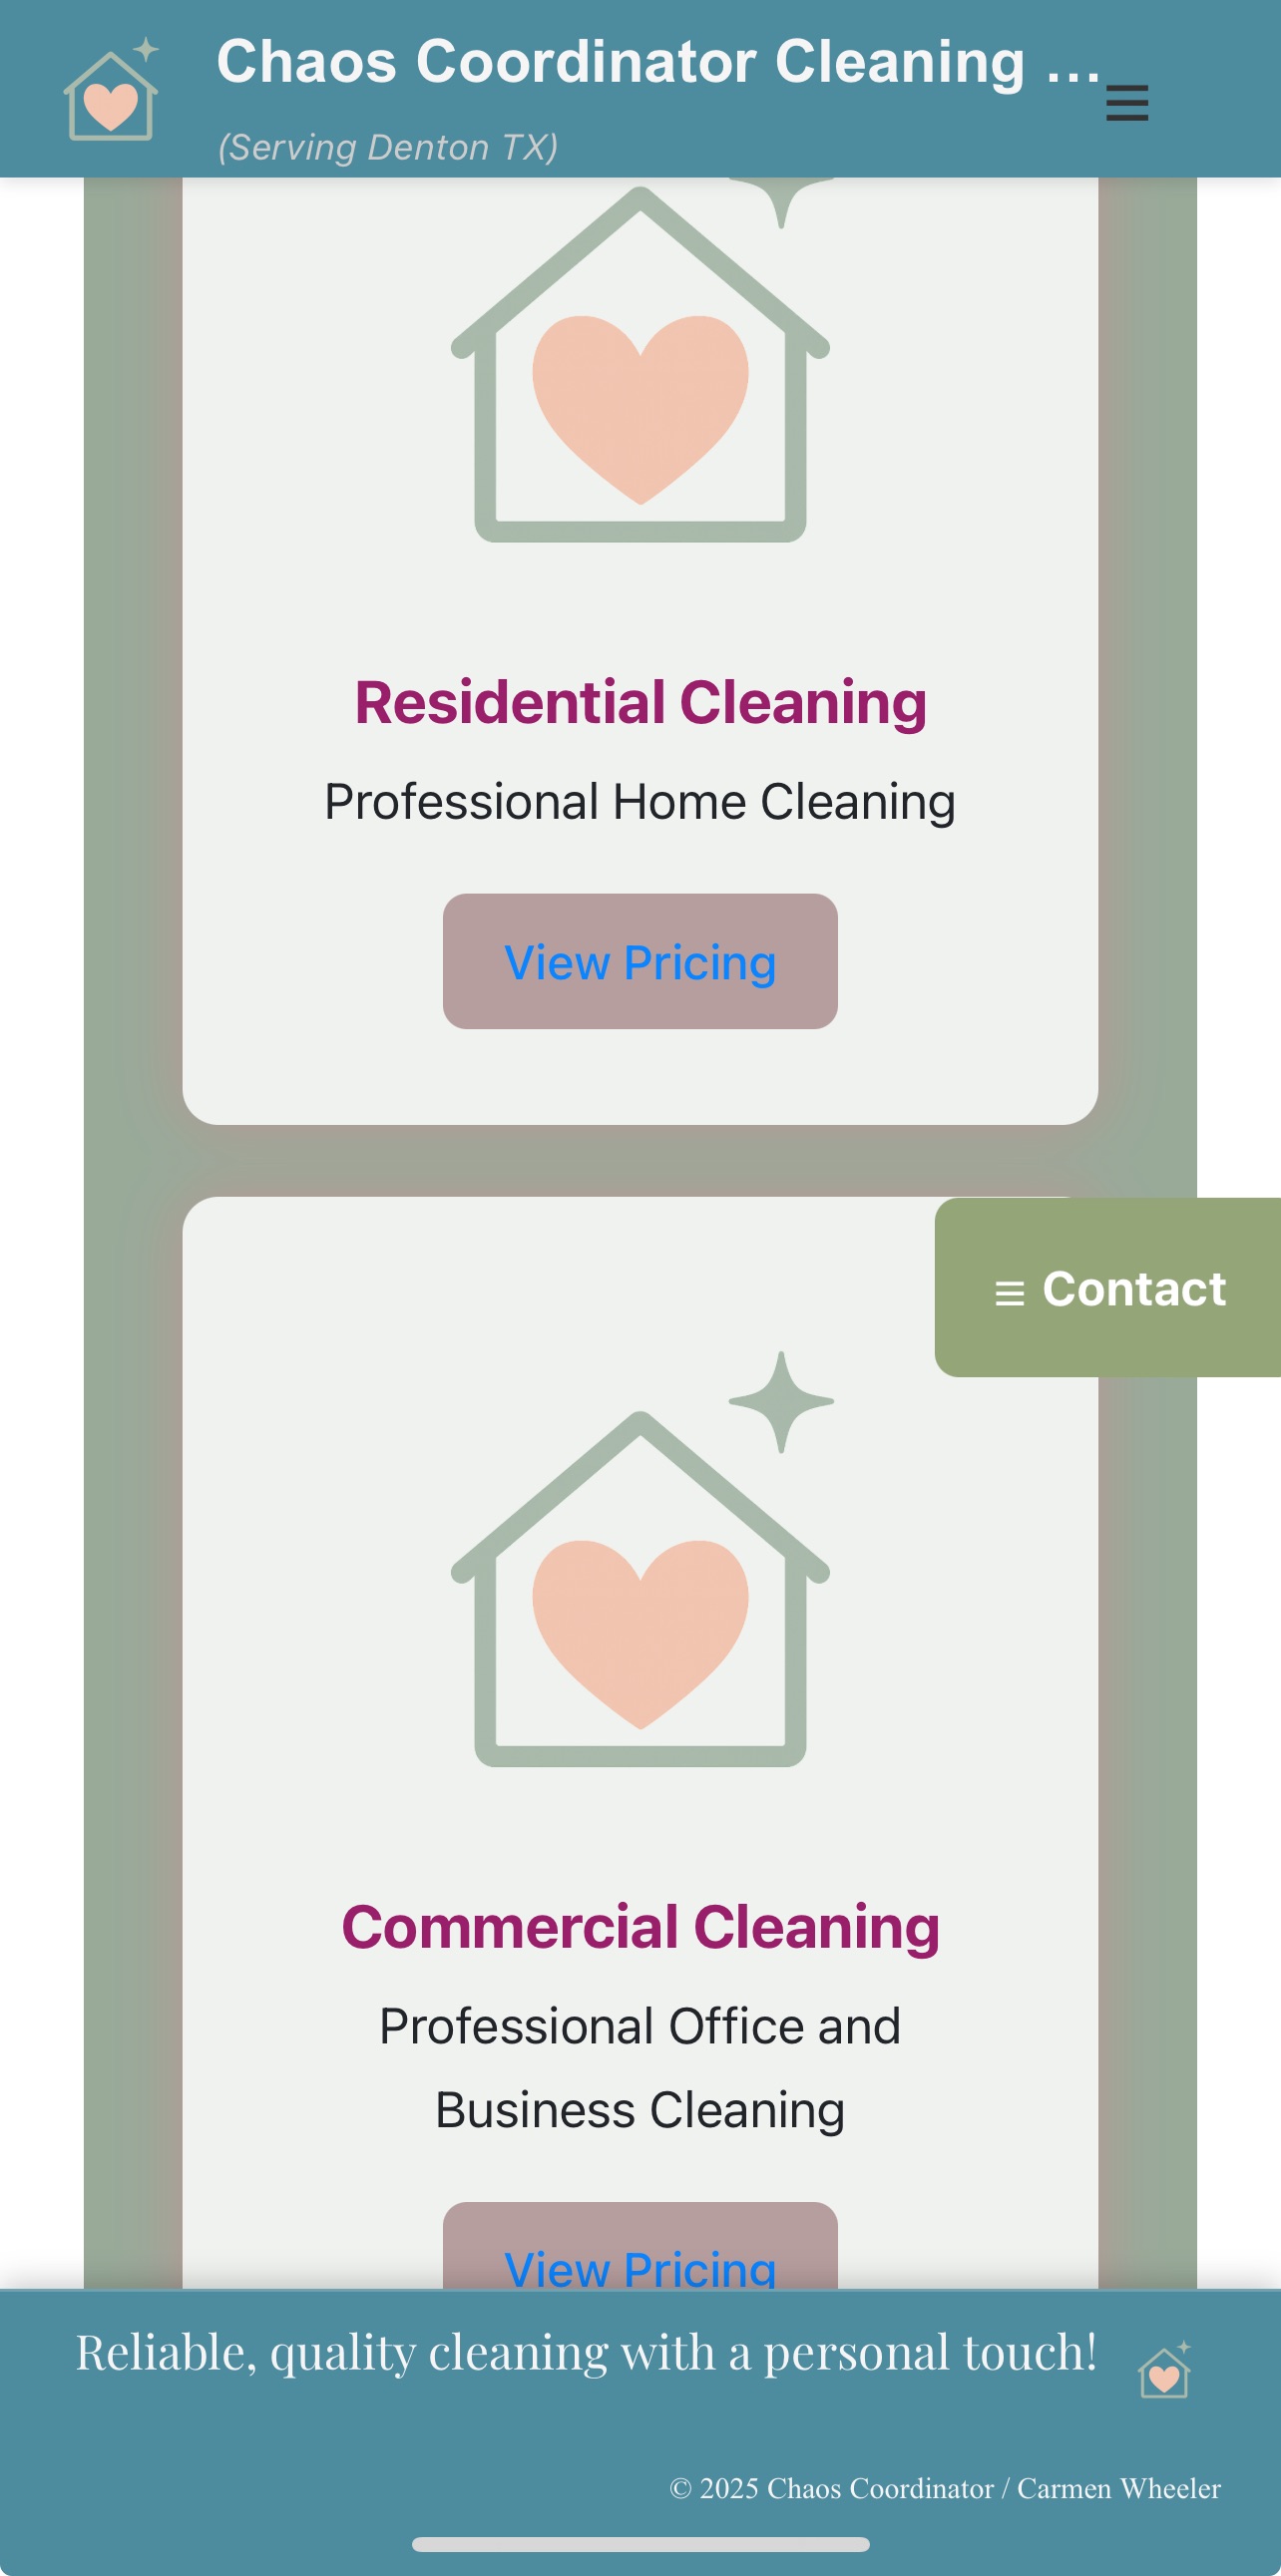 Chaos Coordinator Cleaning ...
(Serving Denton TX)
Residential Cleaning
Professional Home Cleaning
View Pricing
≡ Contact
Commercial Cleaning
Professional Office and
Business Cleaning
View Pricing
Reliable, quality cleaning with a personal touch!
© 2025 Chaos Coordinator / Carmen Wheeler